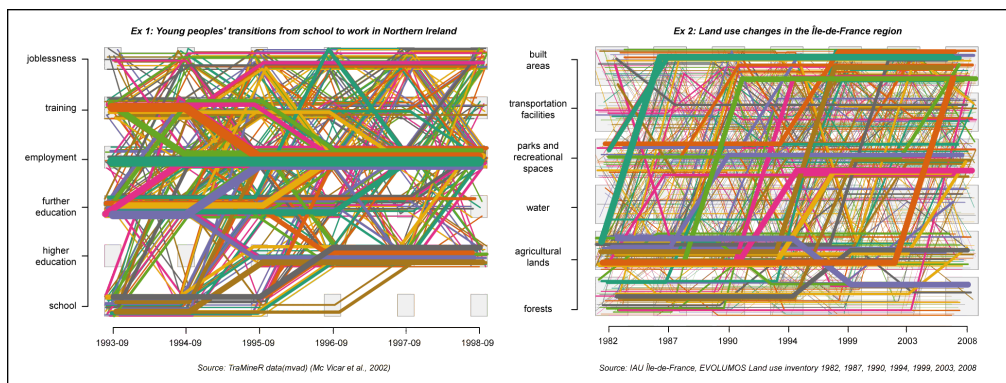 Ex 1: Young peoples' transitions from school to work in Northern Ireland
joblessness
training
employment
further
education
higher
education
school
1993-09
1994-09
1995-09
1996-09
1997-09
1998-09
Source: TraMineR data(mvad) (Mc Vicar et al., 2002)
Ex 2: Land use changes in the Île-de-France region
built
areas
transportation
facilities
parks and
recreational
spaces
water
agricultural
lands
forests
1982
1987
1990
1994
1999
2003
2008
Source: IAU Île-de-France, EVOLUMOS Land use inventory 1982, 1987, 1990, 1994, 1999, 2003, 2008